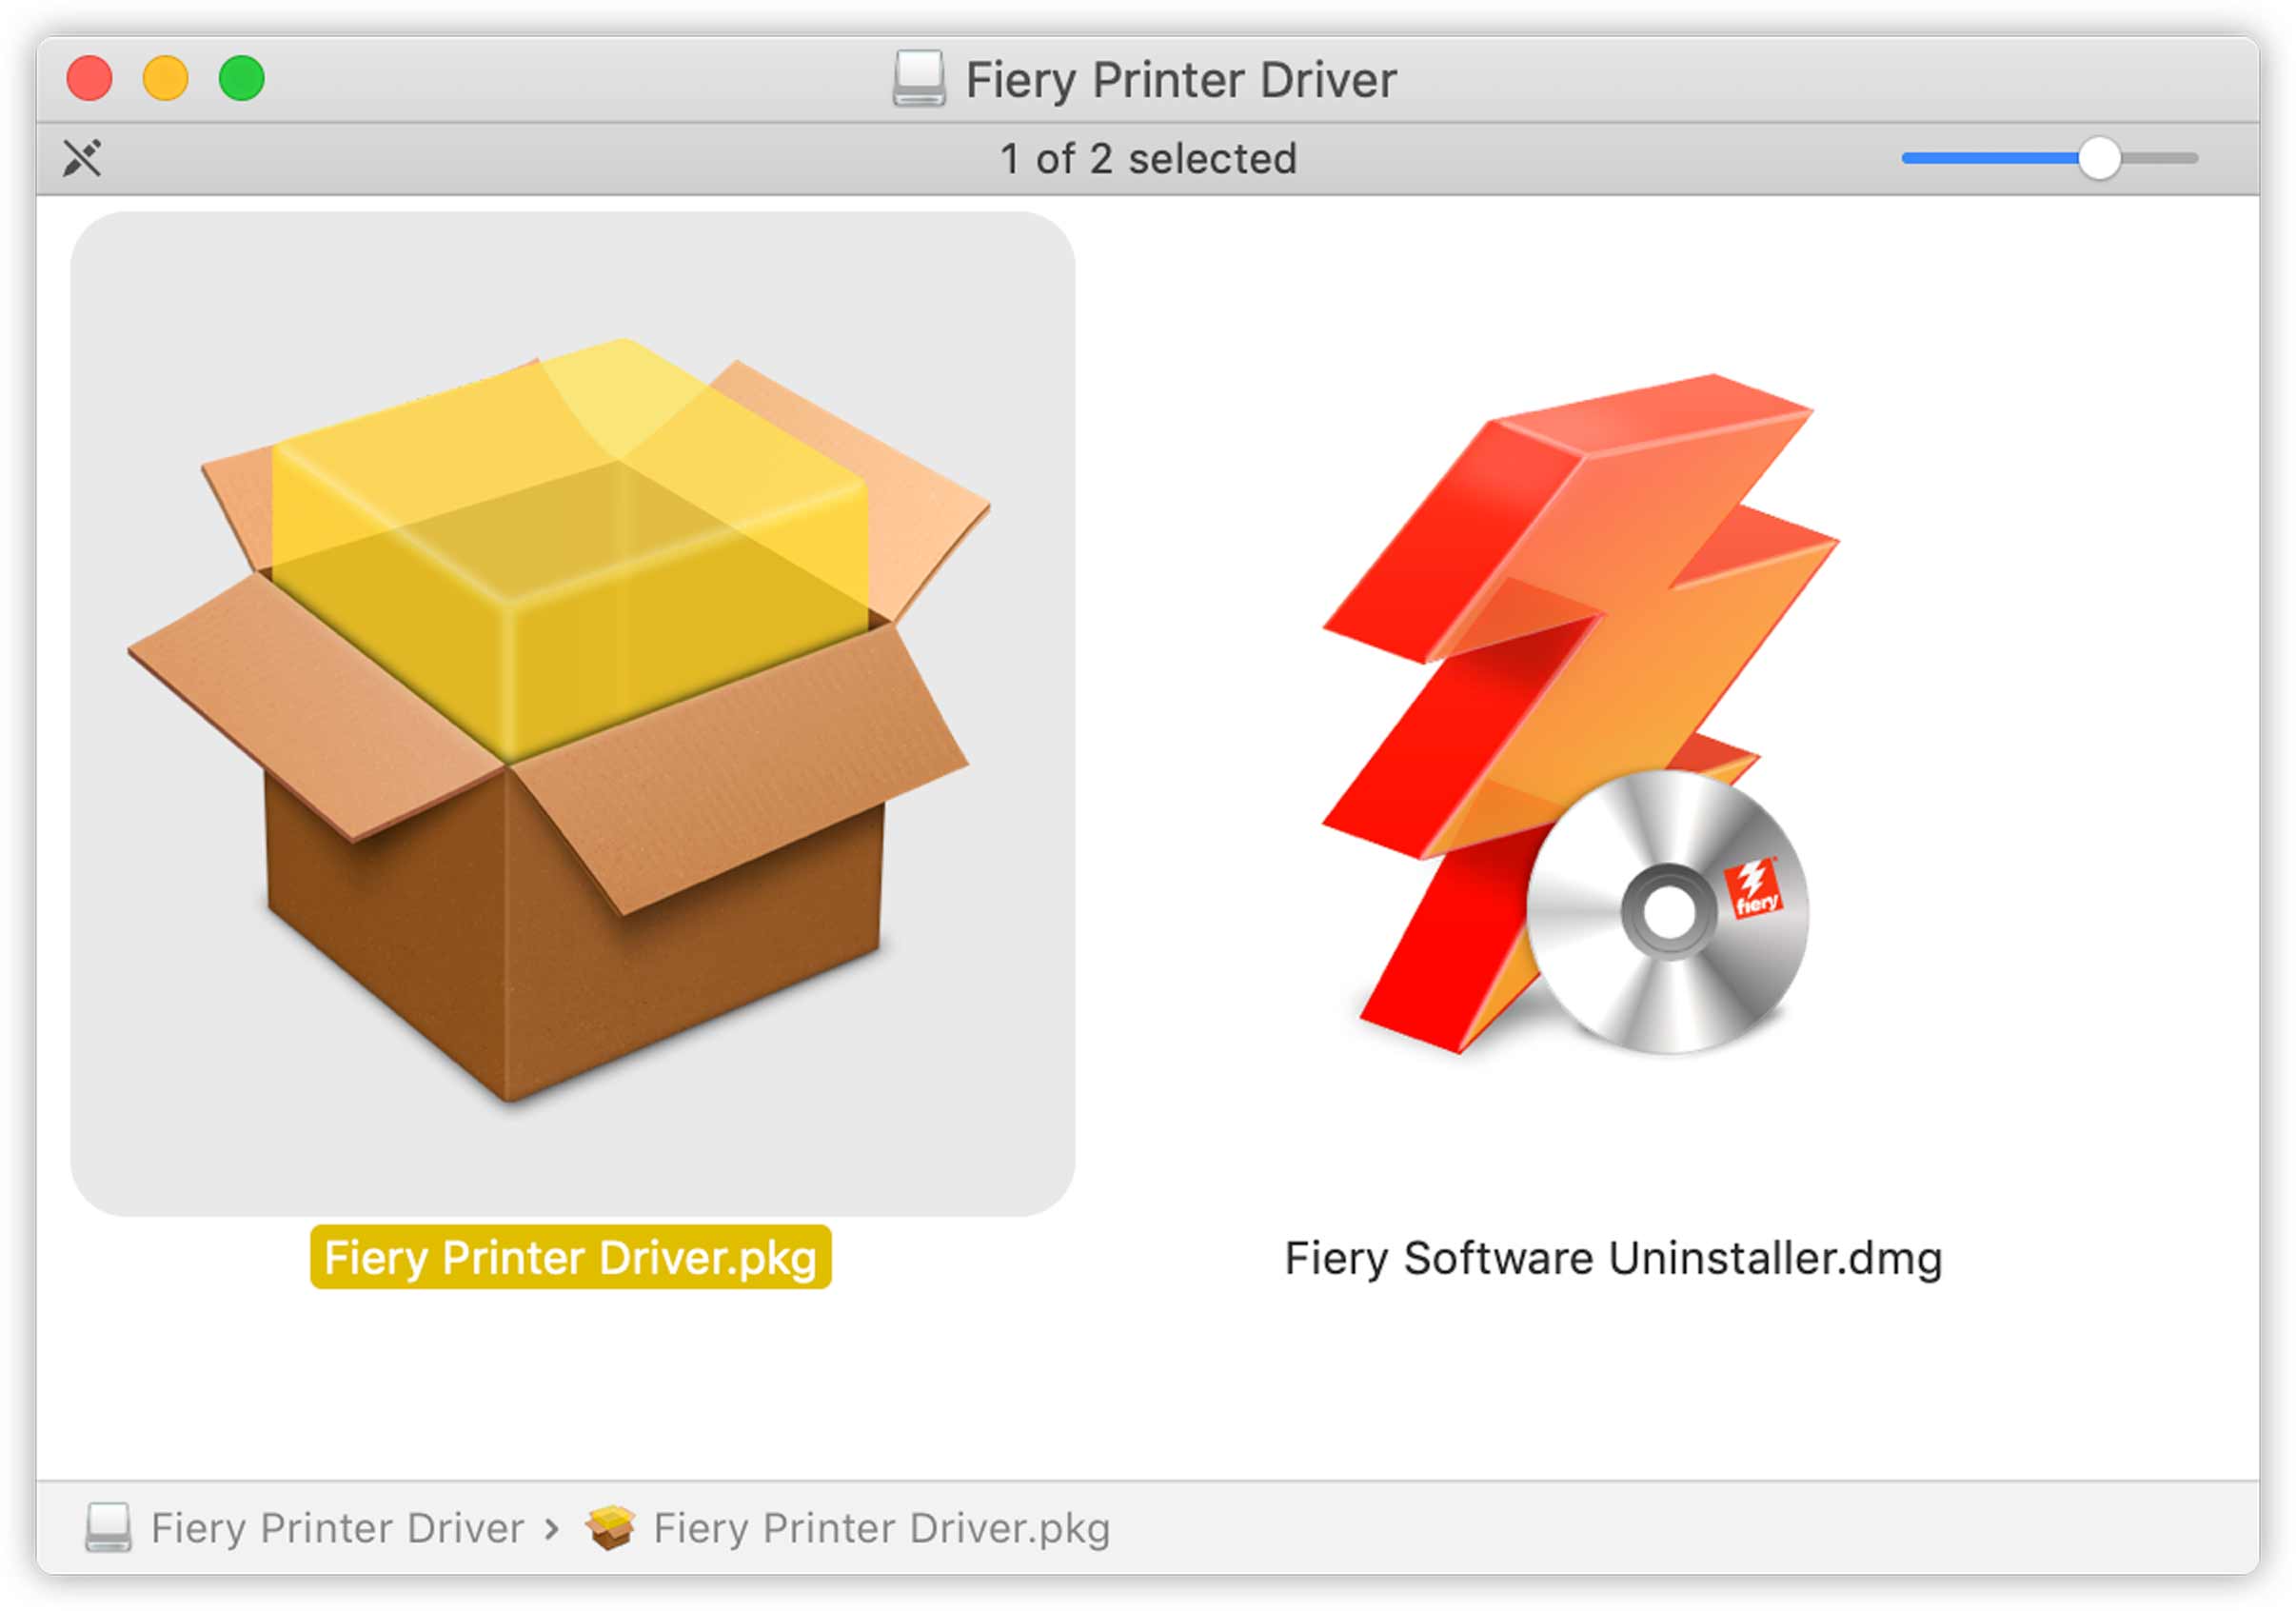 Fiery Printer Driver
1 of 2 selected
fiery
Fiery Printer Driver.pkg
Fiery Software Uninstaller.dmg
Fiery Printer Driver › Fiery Printer Driver.pkg